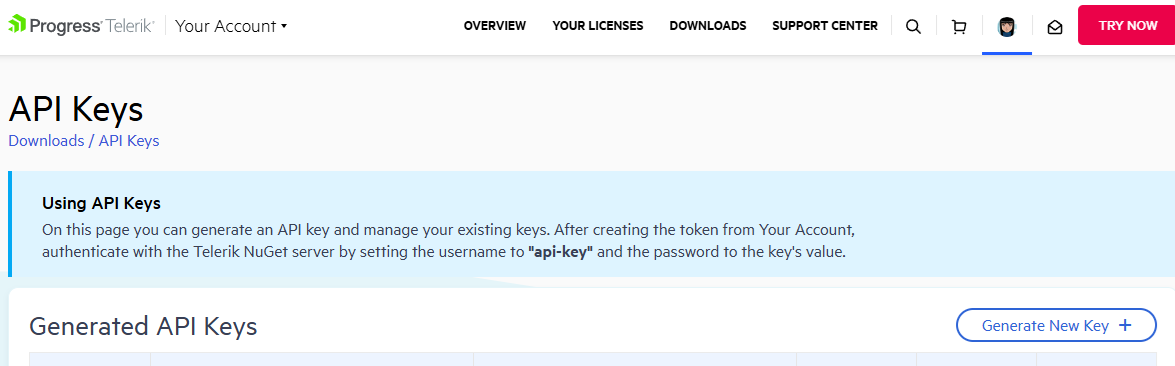 Progress Telerik Your Account OVERVIEW YOUR LICENSES DOWNLOADS SUPPORT CENTER TRY NOW
API Keys
Downloads / API Keys
Using API Keys
On this page you can generate an API key and manage your existing keys. After creating the token from Your Account,
authenticate with the Telerik NuGet server by setting the username to "api-key" and the password to the key's value.
Generated API Keys Generate New Key +